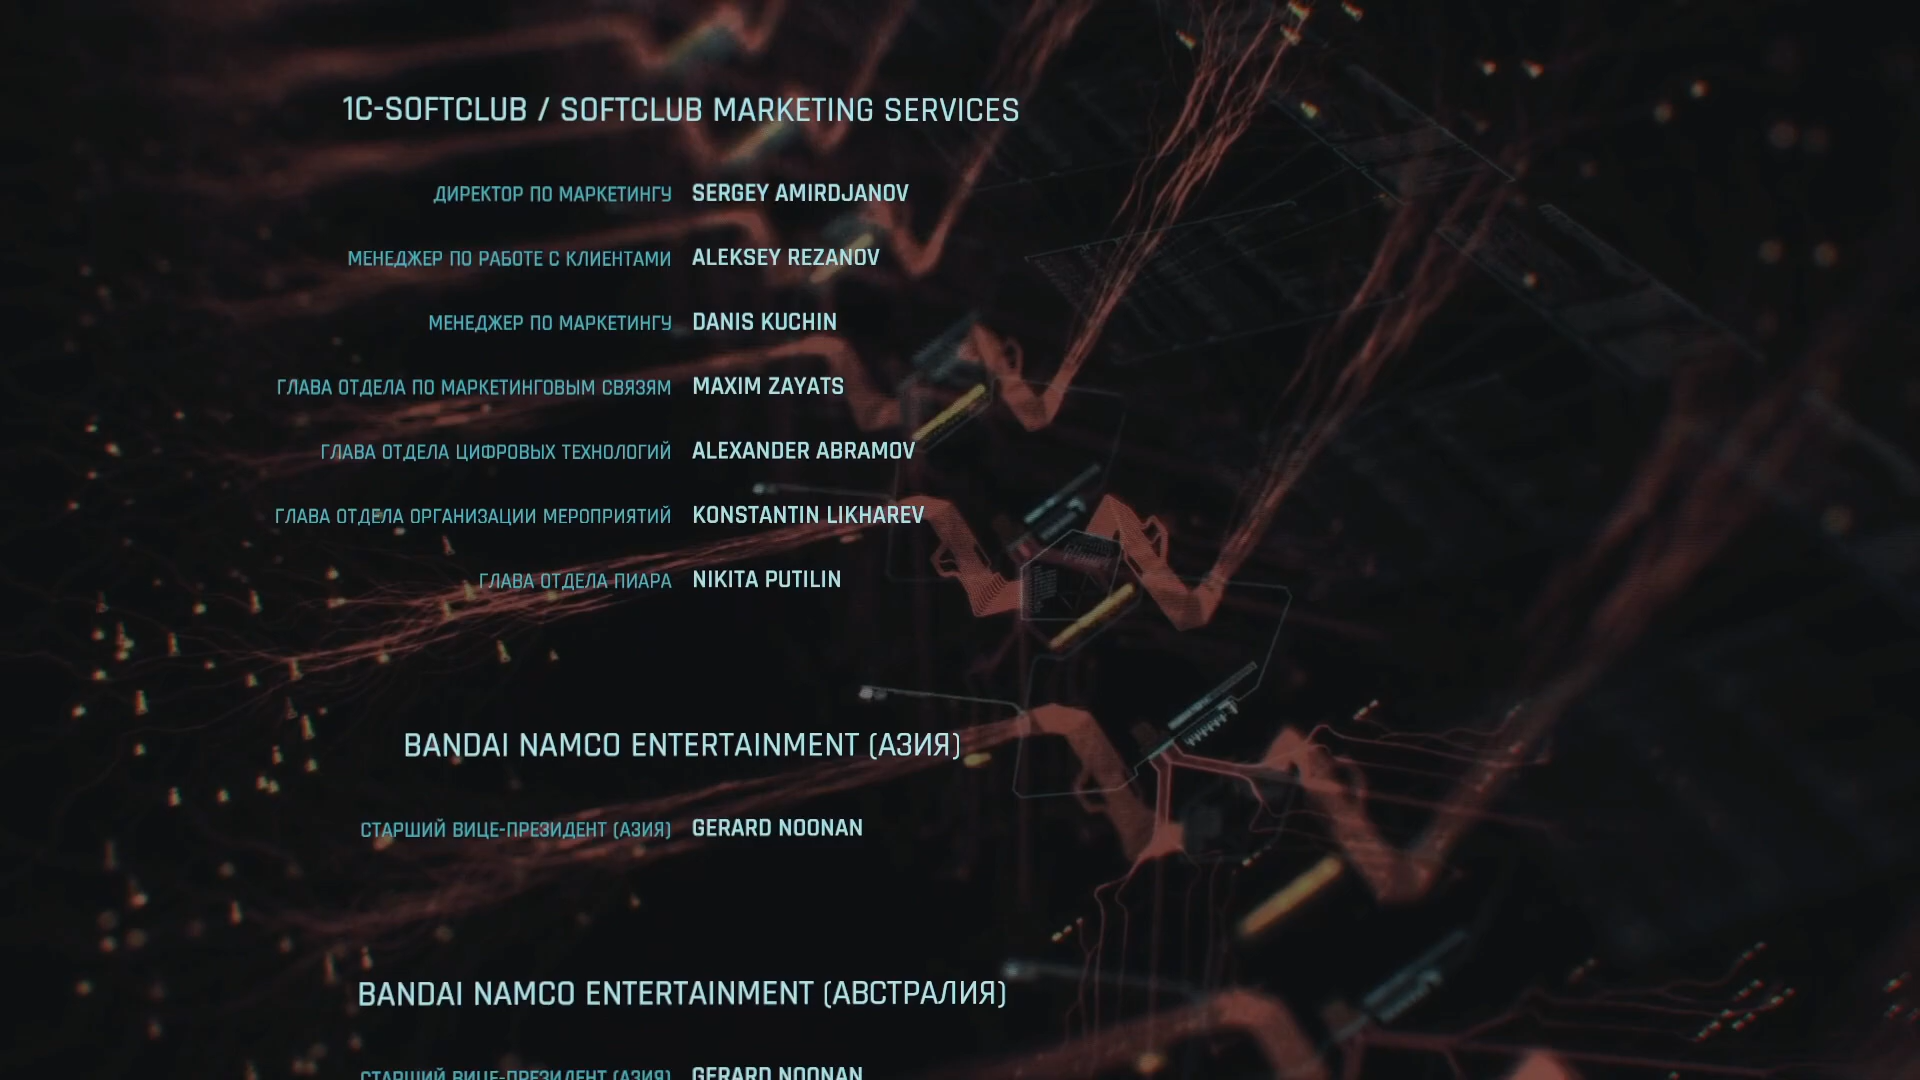 1C-SOFTCLUB / SOFTCLUB MARKETING SERVICES
ДИРЕКТОР ПО МАРКЕТИНГУ SERGEY AMIRDJANOV
МЕНЕДЖЕР ПО РАБОТЕ С КЛИЕНТАМИ ALEKSEY REZANOV
МЕНЕДЖЕР ПО МАРКЕТИНГУ DANIS KUCHIN
ГЛАВА ОТДЕЛА ПО МАРКЕТИНГОВЫМ СВЯЗЯМ MAXIM ZAYATS
ГЛАВА ОТДЕЛА ЦИФРОВЫХ ТЕХНОЛОГИЙ ALEXANDER ABRAMOV
ГЛАВА ОТДЕЛА ОРГАНИЗАЦИИ МЕРОПРИЯТИЙ KONSTANTIN LIKHAREV
ГЛАВА ОТДЕЛА ПИАРА NIKITA PUTILIN
BANDAI NAMCO ENTERTAINMENT (АЗИЯ)
СТАРШИЙ ВИЦЕ-ПРЕЗИДЕНТ (АЗИЯ) GERARD NOONAN
BANDAI NAMCO ENTERTAINMENT (АВСТРАЛИЯ)
СТАРШИЙ ВИЦЕ-ПРЕЗИДЕНТ (АЗИЯ) GERARD NOONAN